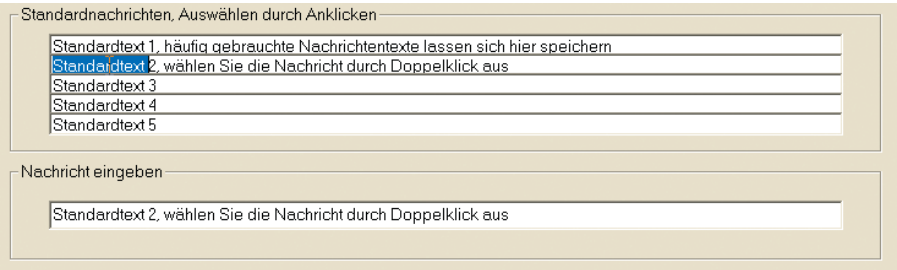 Standardnachrichten, Auswählen durch Anklicken
Standardtext 1, häufig gebrauchte Nachrichtentexte lassen sich hier speichern
Standardtext 2, wählen Sie die Nachricht durch Doppelklick aus
Standardtext 3
Standardtext 4
Standardtext 5
Nachricht eingeben
Standardtext 2, wählen Sie die Nachricht durch Doppelklick aus